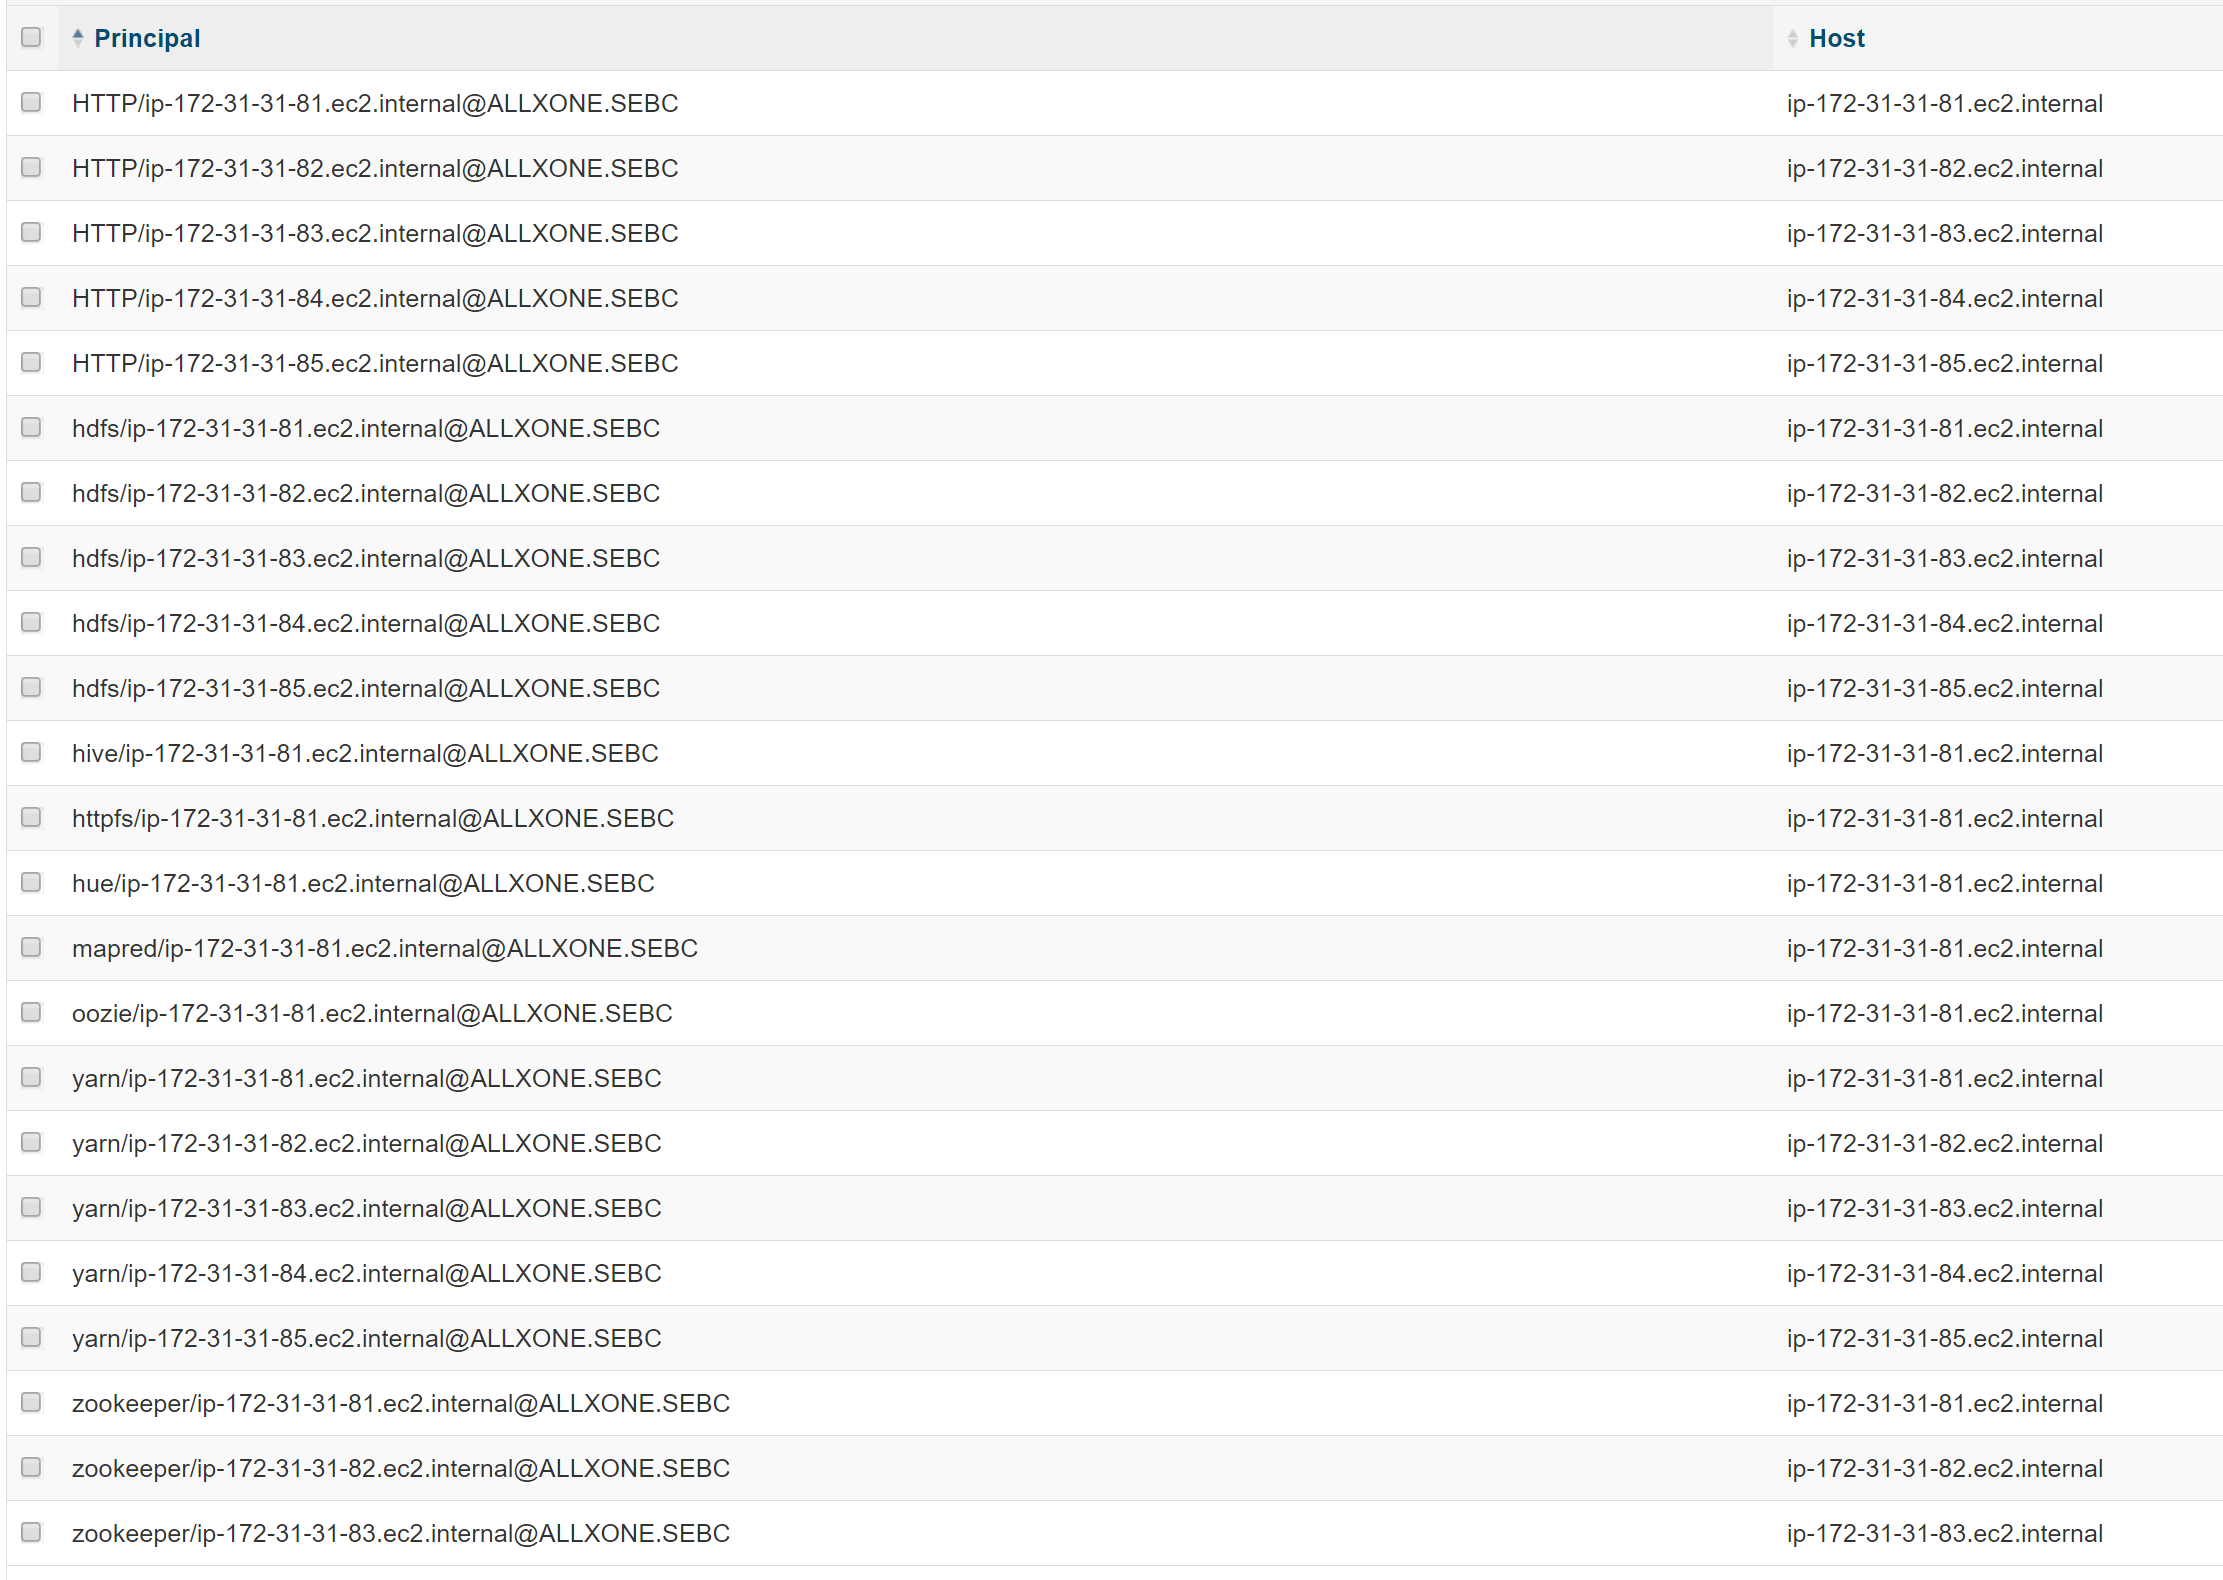 Principal Host
HTTP/ip-172-31-31-81.ec2.internal@ALLXONE.SEBC ip-172-31-31-81.ec2.internal
HTTP/ip-172-31-31-82.ec2.internal@ALLXONE.SEBC ip-172-31-31-82.ec2.internal
HTTP/ip-172-31-31-83.ec2.internal@ALLXONE.SEBC ip-172-31-31-83.ec2.internal
HTTP/ip-172-31-31-84.ec2.internal@ALLXONE.SEBC ip-172-31-31-84.ec2.internal
HTTP/ip-172-31-31-85.ec2.internal@ALLXONE.SEBC ip-172-31-31-85.ec2.internal
hdfs/ip-172-31-31-81.ec2.internal@ALLXONE.SEBC ip-172-31-31-81.ec2.internal
hdfs/ip-172-31-31-82.ec2.internal@ALLXONE.SEBC ip-172-31-31-82.ec2.internal
hdfs/ip-172-31-31-83.ec2.internal@ALLXONE.SEBC ip-172-31-31-83.ec2.internal
hdfs/ip-172-31-31-84.ec2.internal@ALLXONE.SEBC ip-172-31-31-84.ec2.internal
hdfs/ip-172-31-31-85.ec2.internal@ALLXONE.SEBC ip-172-31-31-85.ec2.internal
hive/ip-172-31-31-81.ec2.internal@ALLXONE.SEBC ip-172-31-31-81.ec2.internal
httpfs/ip-172-31-31-81.ec2.internal@ALLXONE.SEBC ip-172-31-31-81.ec2.internal
hue/ip-172-31-31-81.ec2.internal@ALLXONE.SEBC ip-172-31-31-81.ec2.internal
mapred/ip-172-31-31-81.ec2.internal@ALLXONE.SEBC ip-172-31-31-81.ec2.internal
oozie/ip-172-31-31-81.ec2.internal@ALLXONE.SEBC ip-172-31-31-81.ec2.internal
yarn/ip-172-31-31-81.ec2.internal@ALLXONE.SEBC ip-172-31-31-81.ec2.internal
yarn/ip-172-31-31-82.ec2.internal@ALLXONE.SEBC ip-172-31-31-82.ec2.internal
yarn/ip-172-31-31-83.ec2.internal@ALLXONE.SEBC ip-172-31-31-83.ec2.internal
yarn/ip-172-31-31-84.ec2.internal@ALLXONE.SEBC ip-172-31-31-84.ec2.internal
yarn/ip-172-31-31-85.ec2.internal@ALLXONE.SEBC ip-172-31-31-85.ec2.internal
zookeeper/ip-172-31-31-81.ec2.internal@ALLXONE.SEBC ip-172-31-31-81.ec2.internal
zookeeper/ip-172-31-31-82.ec2.internal@ALLXONE.SEBC ip-172-31-31-82.ec2.internal
zookeeper/ip-172-31-31-83.ec2.internal@ALLXONE.SEBC ip-172-31-31-83.ec2.internal